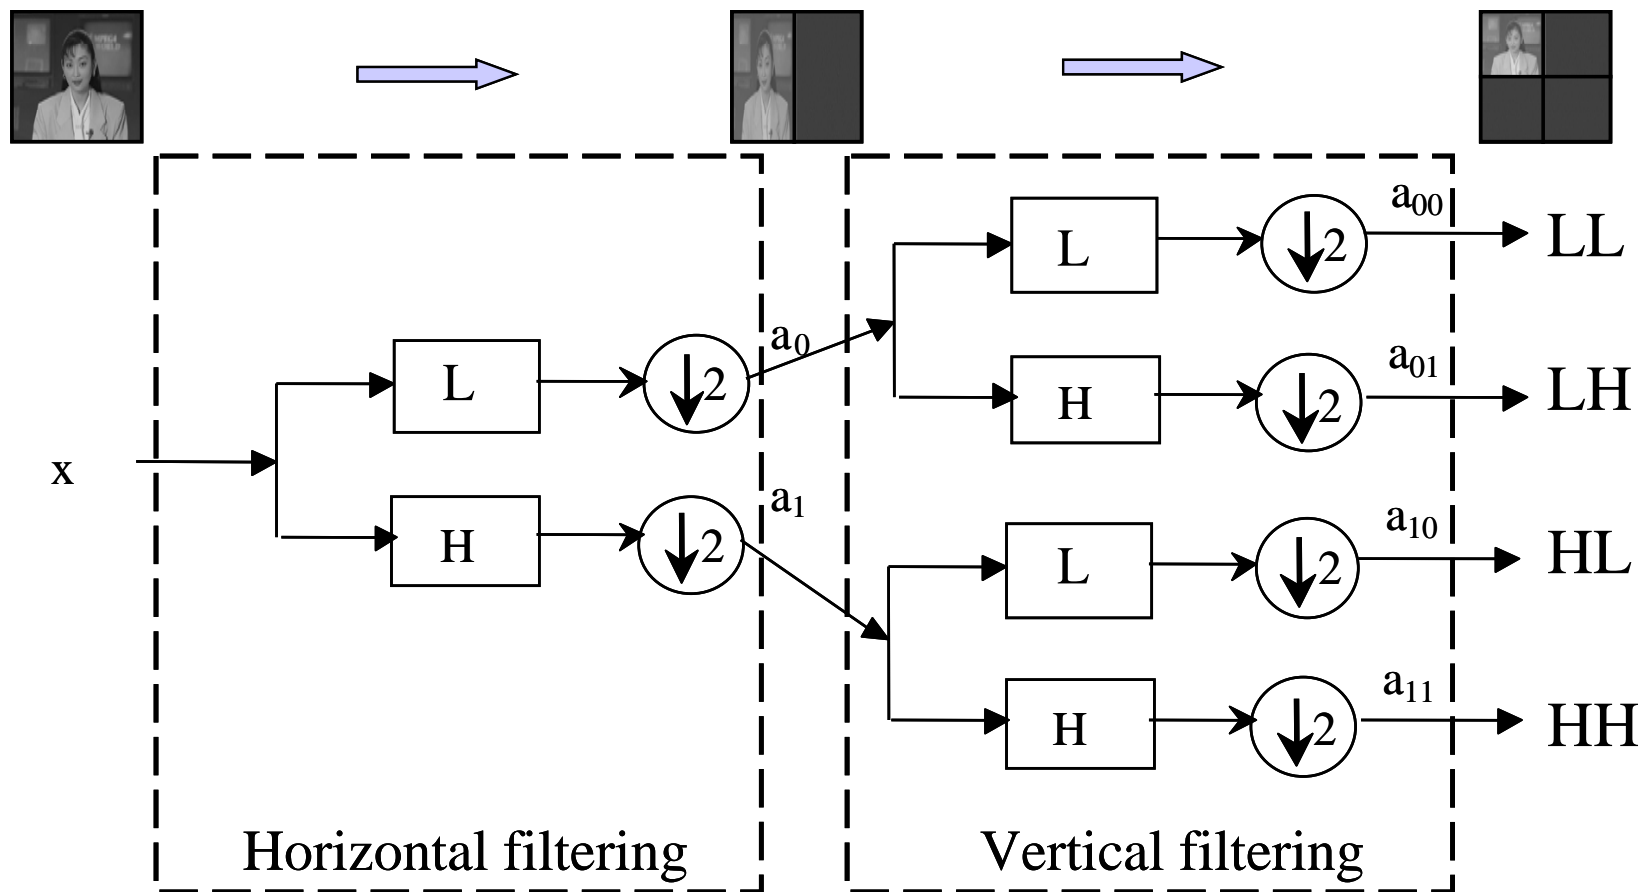 a₀₀
L
2
LL
a₀
a₀₁
L
2
H
2
LH
x
a₁
a₁₀
H
2
L
2
HL
a₁₁
H
2
HH
Horizontal filtering
Vertical filtering